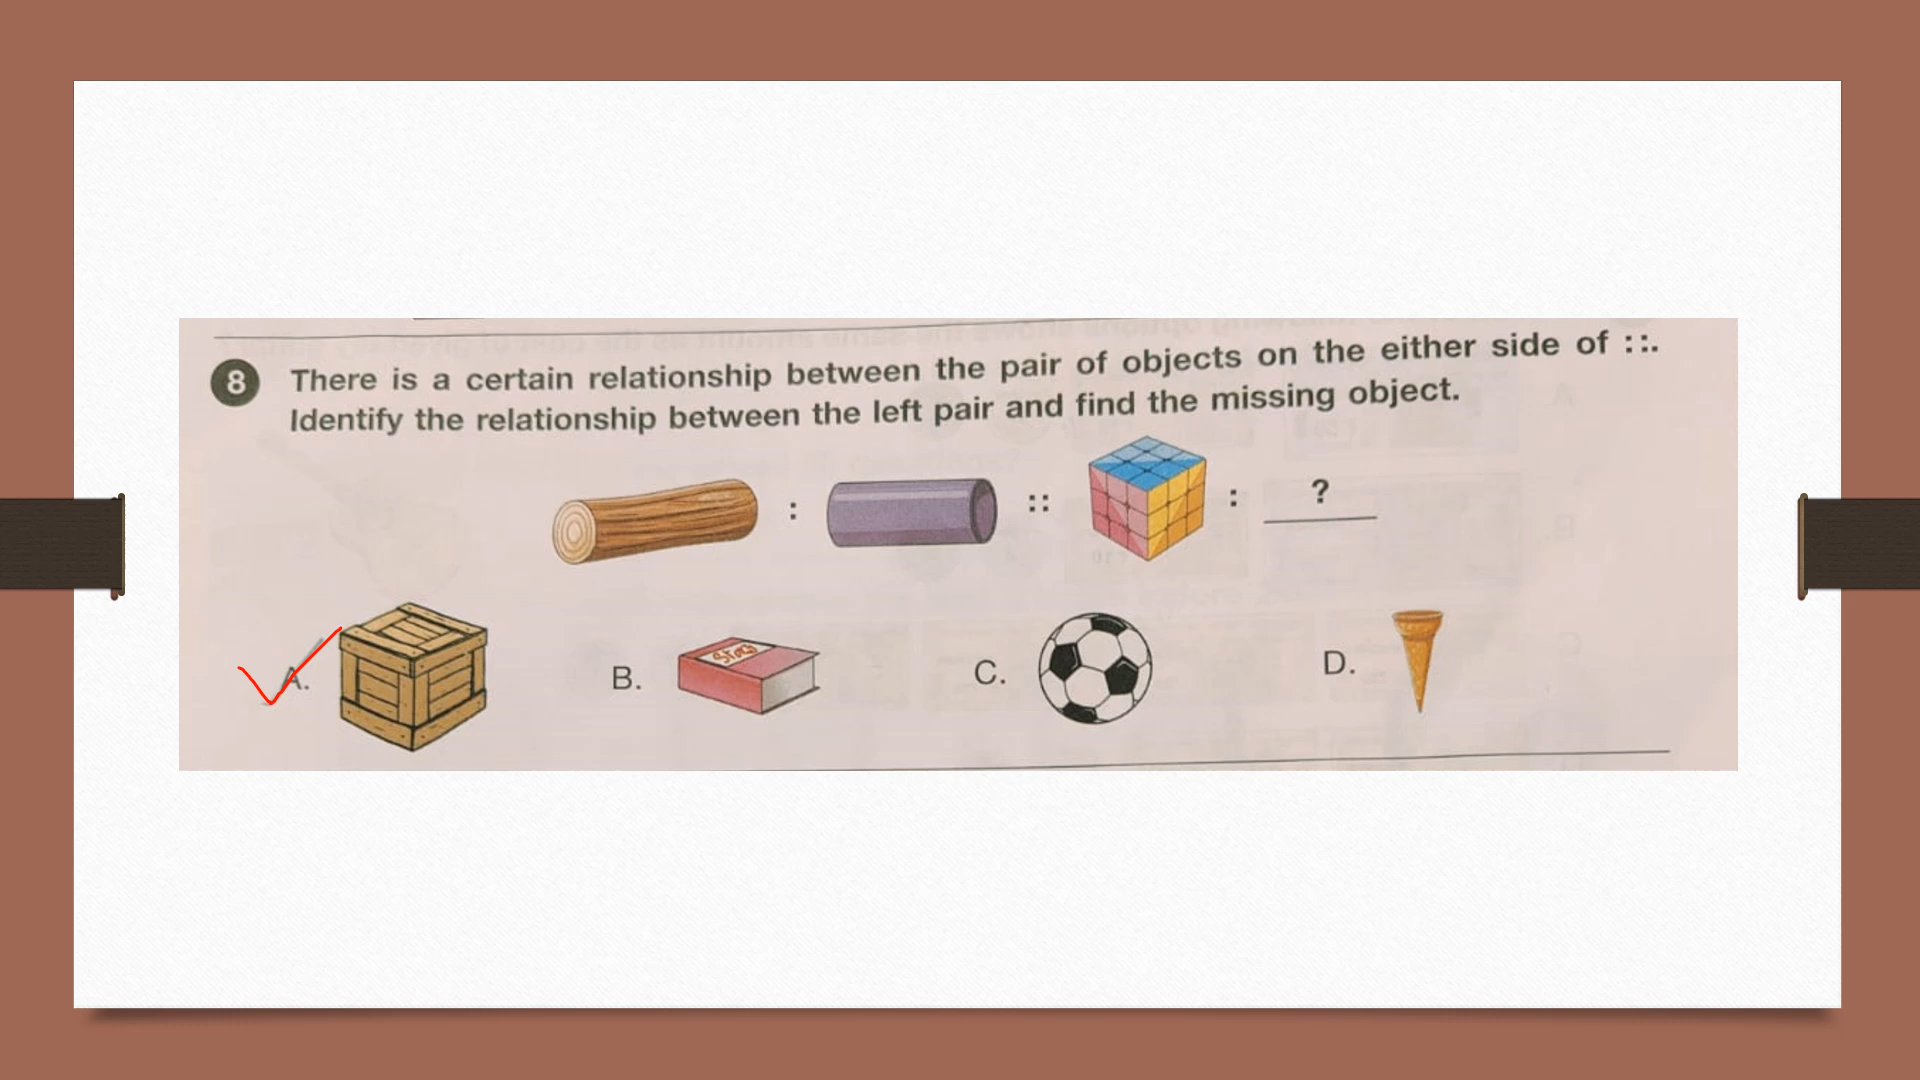 8 There is a certain relationship between the pair of objects on the either side of ::.
Identify the relationship between the left pair and find the missing object.
: :: : ?
A. B. C. D.